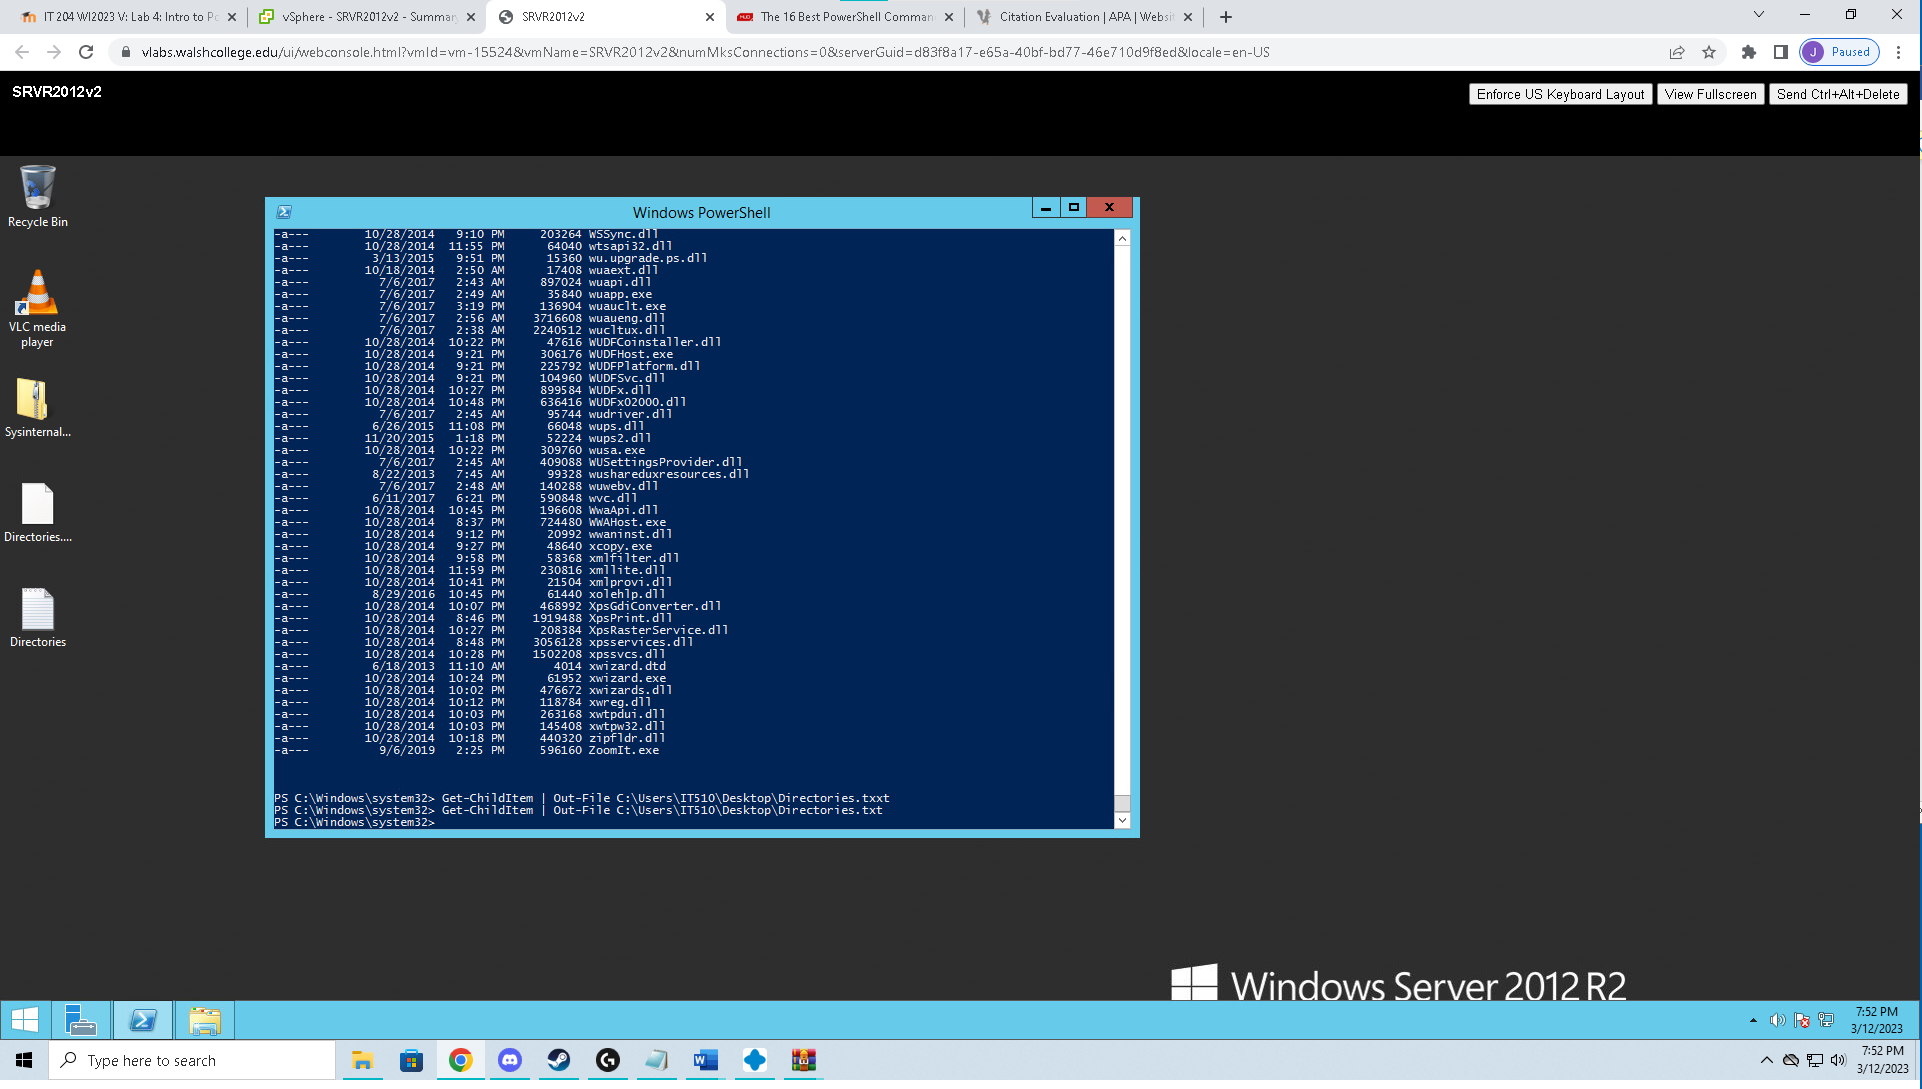 IT 204 WI2023 V: Lab 4: Intro to Po
vSphere - SRVR2012v2 - Summary
SRVR2012v2
The 16 Best PowerShell Comman
Citation Evaluation | APA | Websit
vlabs.walshcollege.edu/ui/webconsole.html?vmId=vm-15524&vmName=SRVR2012v2&numMksConnections=0&serverGuid=d83f8a17-e65a-40bf-bd77-46e710d9f8ed&locale=en-US
J Paused
SRVR2012v2
Enforce US Keyboard Layout
View Fullscreen
Send Ctrl+Alt+Delete
Recycle Bin
VLC media
player
Sysinternal...
Directories....
Directories
Windows PowerShell
-a--- 10/28/2014 9:10 PM 203264 WSSync.dll
-a--- 10/28/2014 11:55 PM 64040 wtsapi32.dll
-a--- 3/13/2015 9:51 PM 15360 wu.upgrade.ps.dll
-a--- 10/18/2014 2:50 AM 17408 wuaext.dll
-a--- 7/6/2017 2:43 AM 897024 wuapi.dll
-a--- 7/6/2017 2:49 AM 35840 wuapp.exe
-a--- 7/6/2017 3:19 PM 136904 wuauclt.exe
-a--- 7/6/2017 2:56 AM 3716608 wuaueng.dll
-a--- 7/6/2017 2:38 AM 2240512 wucltux.dll
-a--- 10/28/2014 10:22 PM 47616 WUDFCoinstaller.dll
-a--- 10/28/2014 9:21 PM 306176 WUDFHost.exe
-a--- 10/28/2014 9:21 PM 225792 WUDFPlatform.dll
-a--- 10/28/2014 9:21 PM 104960 WUDFSvc.dll
-a--- 10/28/2014 10:27 PM 899584 WUDFx.dll
-a--- 10/28/2014 10:48 PM 636416 WUDFx02000.dll
-a--- 7/6/2017 2:45 AM 95744 wudriver.dll
-a--- 6/26/2015 11:08 PM 66048 wups.dll
-a--- 11/20/2015 1:18 PM 52224 wups2.dll
-a--- 10/28/2014 10:22 PM 309760 wusa.exe
-a--- 7/6/2017 2:45 AM 409088 WUSettingsProvider.dll
-a--- 8/22/2013 7:45 AM 99328 wushareduxresources.dll
-a--- 7/6/2017 2:48 AM 140288 wuwebv.dll
-a--- 6/11/2017 6:21 PM 590848 wvc.dll
-a--- 10/28/2014 10:45 PM 196608 WwaApi.dll
-a--- 10/28/2014 8:37 PM 724480 WWAHost.exe
-a--- 10/28/2014 9:12 PM 20992 wwaninst.dll
-a--- 10/28/2014 9:27 PM 48640 xcopy.exe
-a--- 10/28/2014 9:58 PM 58368 xmlfilter.dll
-a--- 10/28/2014 11:59 PM 230816 xmllite.dll
-a--- 10/28/2014 10:41 PM 21504 xmlprovi.dll
-a--- 8/29/2016 10:45 PM 61440 xolehlp.dll
-a--- 10/28/2014 10:07 PM 468992 XpsGdiConverter.dll
-a--- 10/28/2014 8:46 PM 1919488 XpsPrint.dll
-a--- 10/28/2014 10:27 PM 208384 XpsRasterService.dll
-a--- 10/28/2014 8:48 PM 3056128 xpsservices.dll
-a--- 10/28/2014 10:28 PM 1502208 xpssvcs.dll
-a--- 6/18/2013 11:10 AM 4014 xwizard.dtd
-a--- 10/28/2014 10:24 PM 61952 xwizard.exe
-a--- 10/28/2014 10:02 PM 476672 xwizards.dll
-a--- 10/28/2014 10:12 PM 118784 xwreg.dll
-a--- 10/28/2014 10:03 PM 263168 xwtpdui.dll
-a--- 10/28/2014 10:03 PM 145408 xwtpw32.dll
-a--- 10/28/2014 10:18 PM 440320 zipfldr.dll
-a--- 9/6/2019 2:25 PM 596160 ZoomIt.exe
PS C:\Windows\system32> Get-ChildItem | Out-File C:\Users\IT510\Desktop\Directories.txxt
PS C:\Windows\system32> Get-ChildItem | Out-File C:\Users\IT510\Desktop\Directories.txt
PS C:\Windows\system32>
Windows Server 2012 R2
7:52 PM
3/12/2023
Type here to search
7:52 PM
3/12/2023